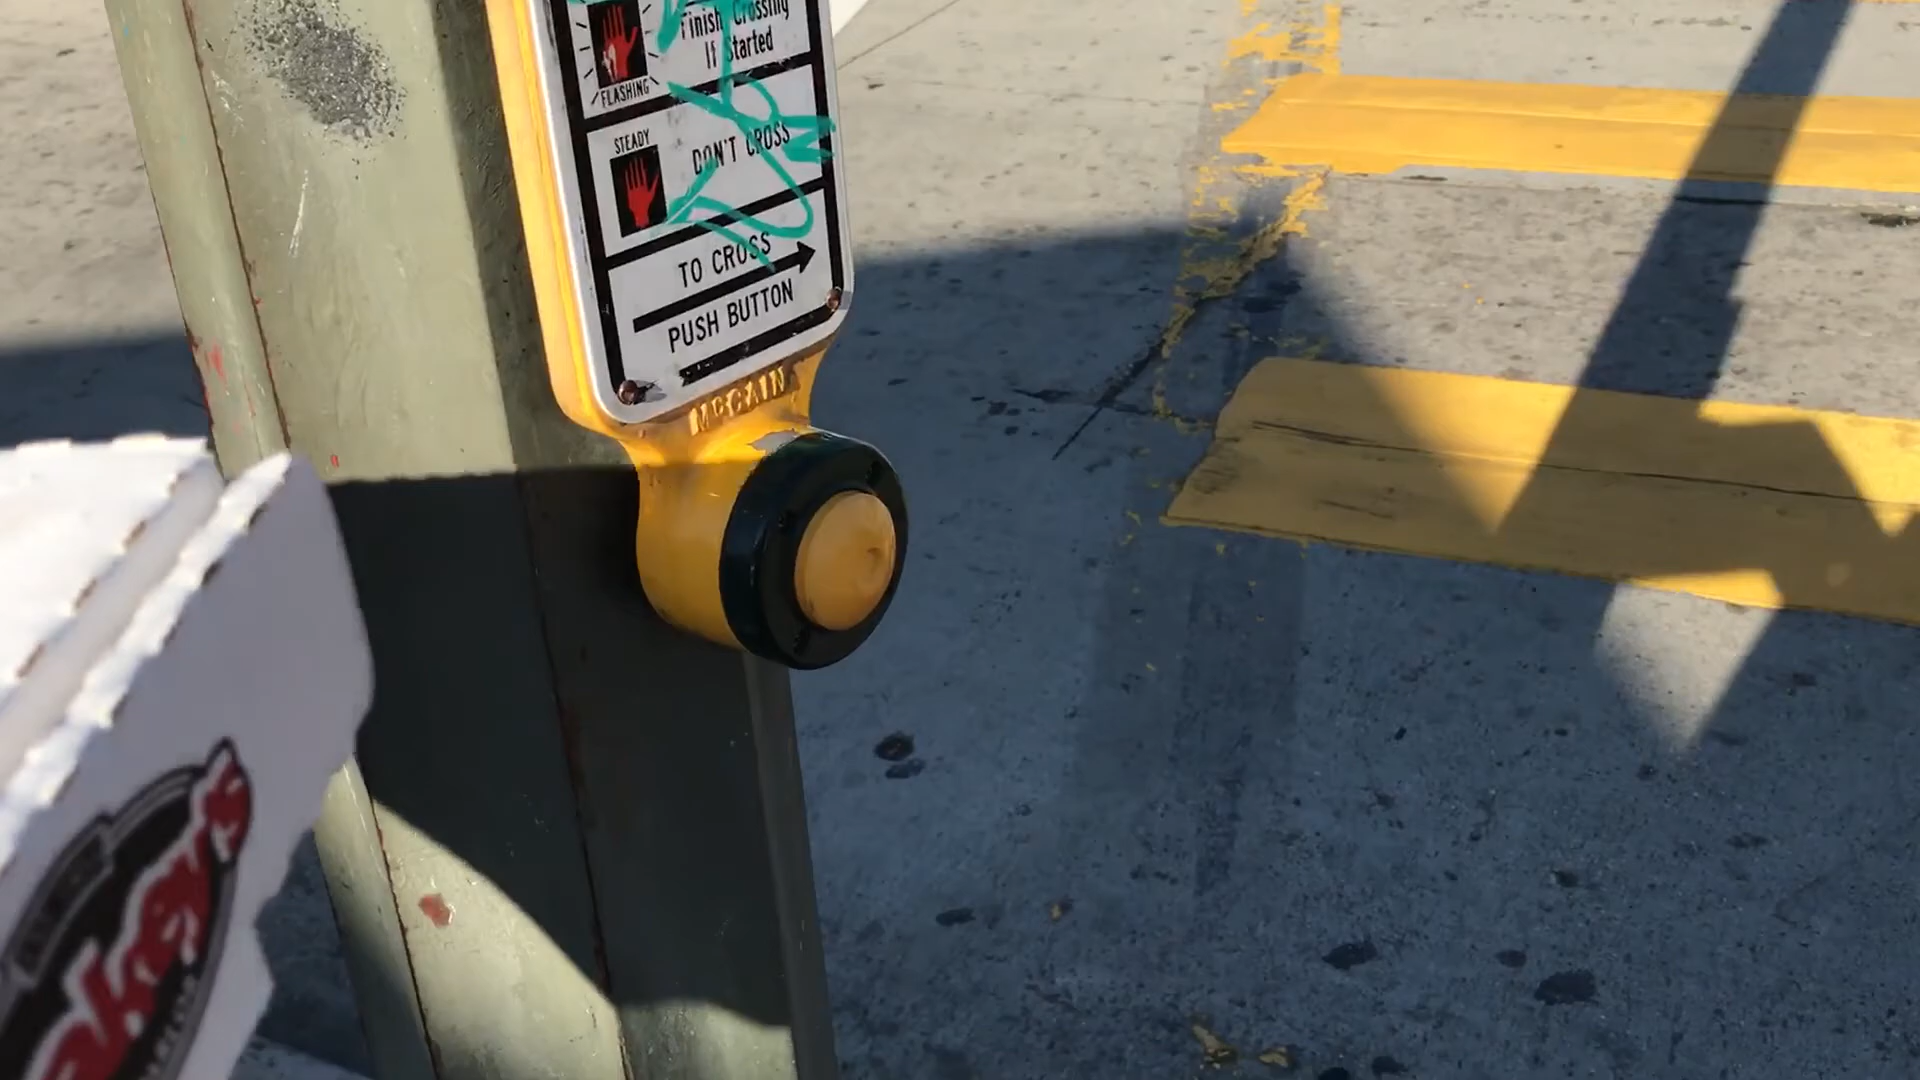 Finish Crossing
If Started
FLASHING
STEADY
DON'T CROSS
TO CROSS
PUSH BUTTON
MCCAIN